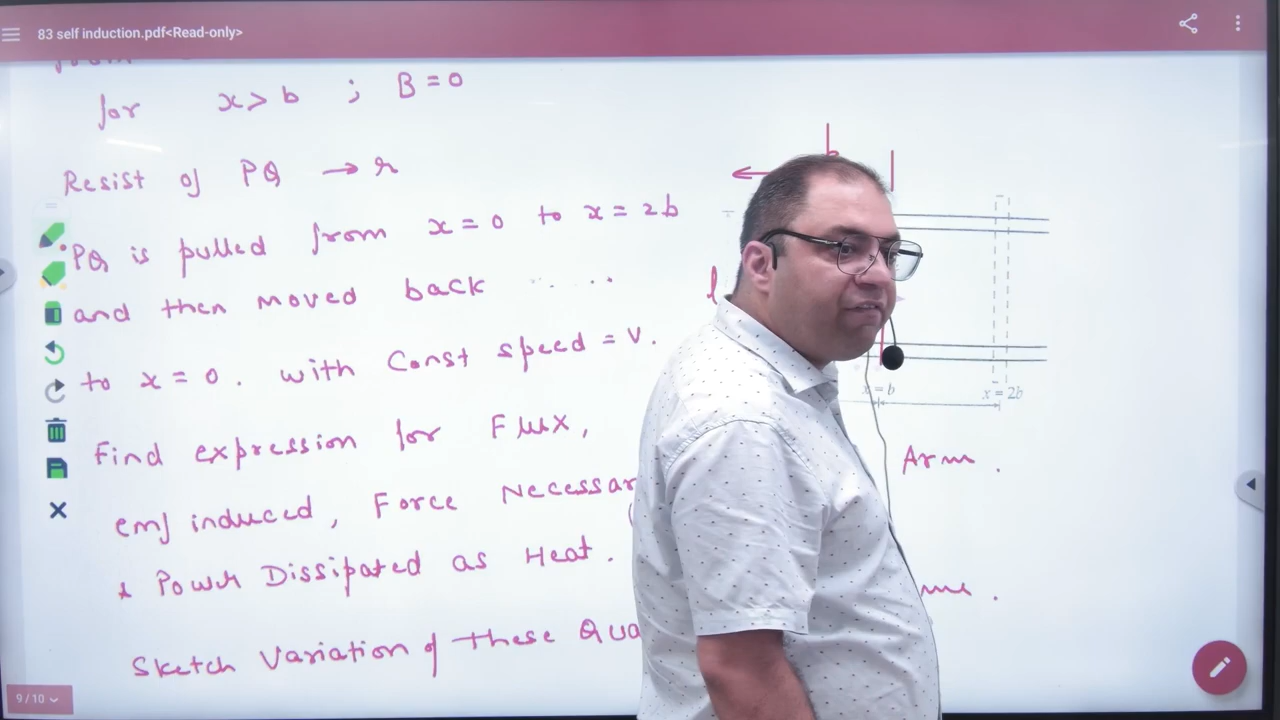 83 self induction.pdf<Read-only>
for x > b ; B = 0
Resist of PQ → r
PQ is pulled from x = 0 to x = 2b
and then moved back .....
to x = 0 . with Const speed = V.
Find expression for Flux,
emf induced, Force
& Power Dissipated as Heat.
Sketch Variation of These
b
l
= b
x = 2b
Arm .
9 / 10